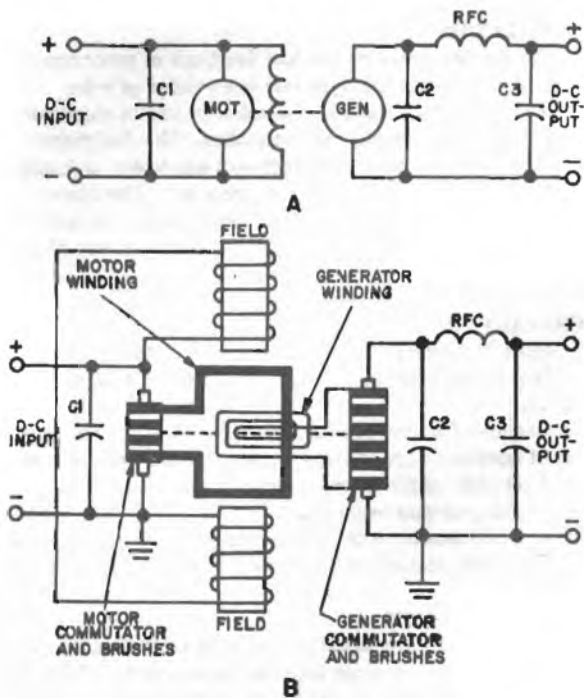 RFC
+
+
D-C
INPUT
C1
MOT
GEN
C2
C3
D-C
OUT-
PUT
−
−
A
FIELD
MOTOR
WINDING
GENERATOR
WINDING
RFC
+
+
D-C
INPUT
C1
C2
C3
D-C
OUT-
PUT
−
−
MOTOR
COMMUTATOR
AND BRUSHES
FIELD
GENERATOR
COMMUTATOR
AND BRUSHES
B